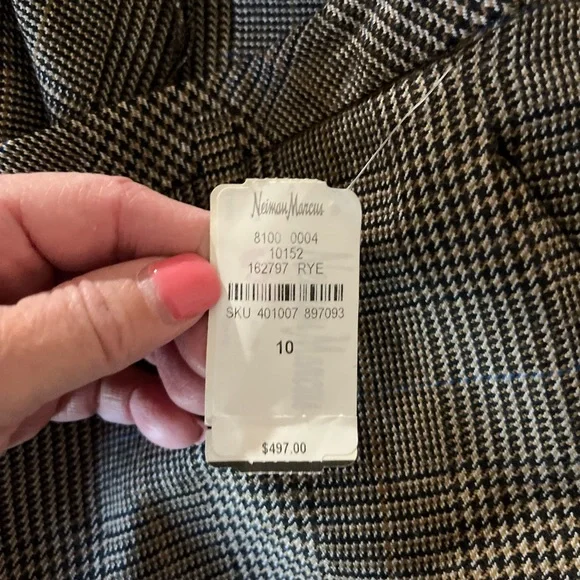 Neiman Marcus
8100 0004
10152
162797 RYE
SKU 401007 897093
10
$497.00